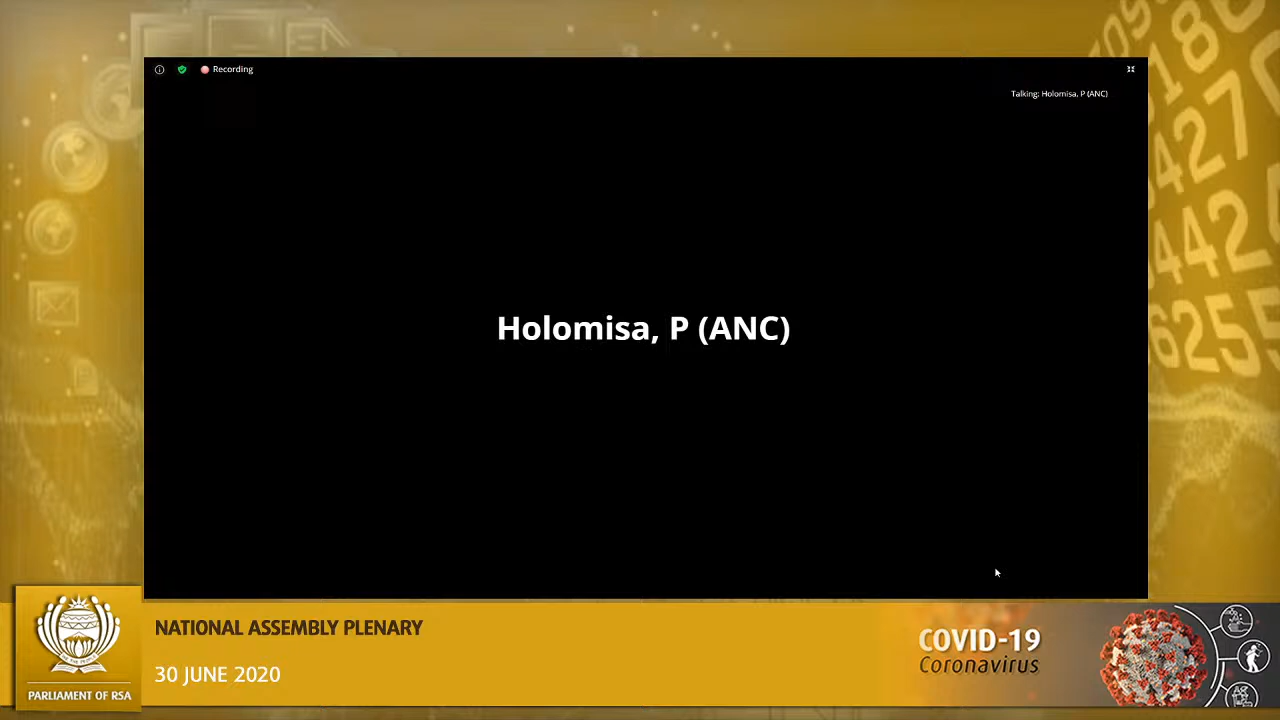 Recording
Talking: Holomisa, P (ANC)
Holomisa, P (ANC)
NATIONAL ASSEMBLY PLENARY
30 JUNE 2020
PARLIAMENT OF RSA
COVID-19
Coronavirus